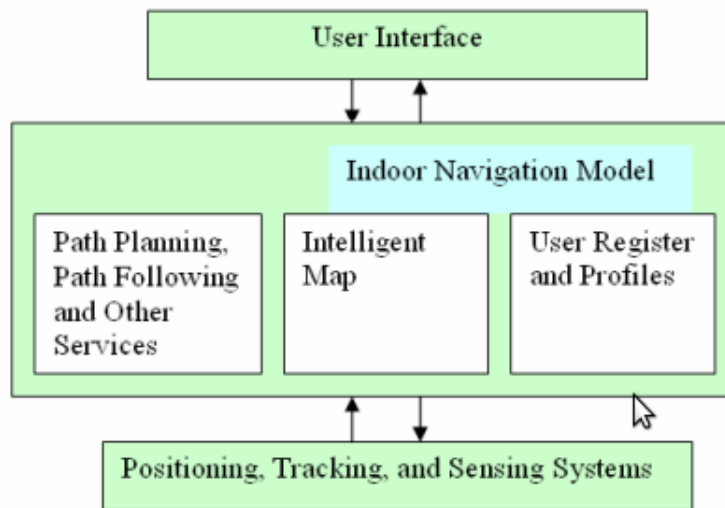 User Interface
Indoor Navigation Model
Path Planning,
Path Following
and Other
Services
Intelligent
Map
User Register
and Profiles
Positioning, Tracking, and Sensing Systems